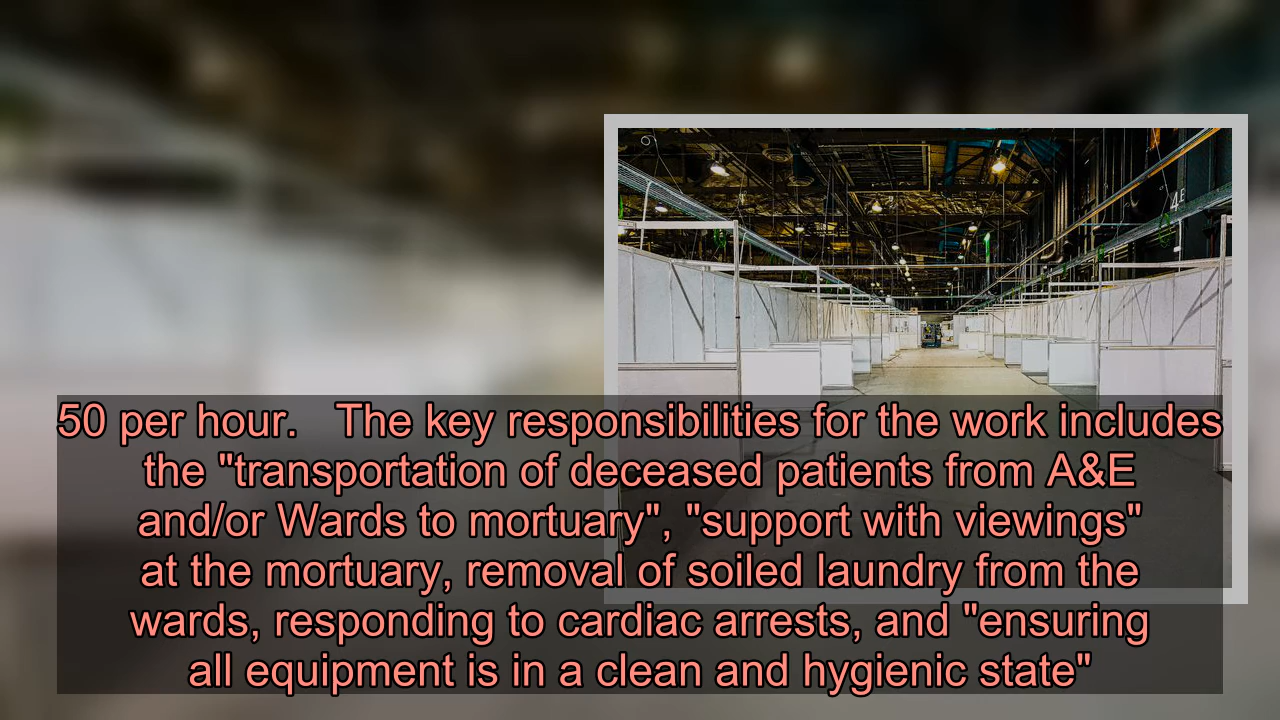 4E
50 per hour. The key responsibilities for the work includes
the "transportation of deceased patients from A&E
and/or Wards to mortuary", "support with viewings"
at the mortuary, removal of soiled laundry from the
wards, responding to cardiac arrests, and "ensuring
all equipment is in a clean and hygienic state"